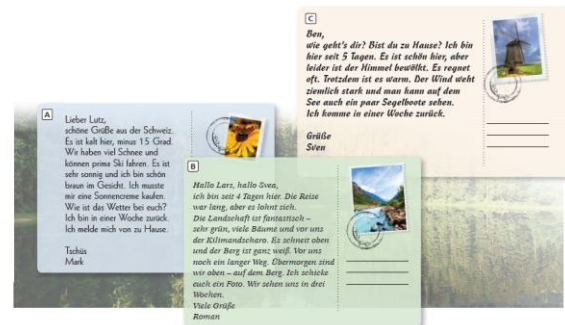 A
Lieber Lutz,
schöne Grüße aus der Schweiz.
Es ist kalt hier, minus 15 Grad.
Wir haben viel Schnee und
können prima Ski fahren. Es ist
sehr sonnig und ich bin schön
braun im Gesicht. Ich musste
mir eine Sonnencreme kaufen.
Wie ist das Wetter bei euch?
Ich bin in einer Woche zurück.
Ich melde mich von zu Hause.
Tschüs
Mark
B
Hallo Lars, hallo Svea,
ich bin seit 4 Tagen hier. Die Reise
war lang, aber es lohnt sich.
Die Landschaft ist fantastisch –
sehr grün, viele Bäume und vor uns
der Kilimandscharo. Es schneit oben
und der Berg ist ganz weiß. Vor uns
noch ein langer Weg. Übermorgen sind
wir oben – auf dem Berg. Ich schicke
euch ein Foto. Wir sehen uns in drei
Wochen.
Viele Grüße
Roman
C
Ben,
wie geht's dir? Bist du zu Hause? Ich bin
hier seit 5 Tagen. Es ist schön hier, aber
leider ist der Himmel bewölkt. Es regnet
oft. Trotzdem ist es warm. Der Wind weht
ziemlich stark und man kann auf dem
See auch ein paar Segelboote sehen.
Ich komme in einer Woche zurück.
Grüße
Sven